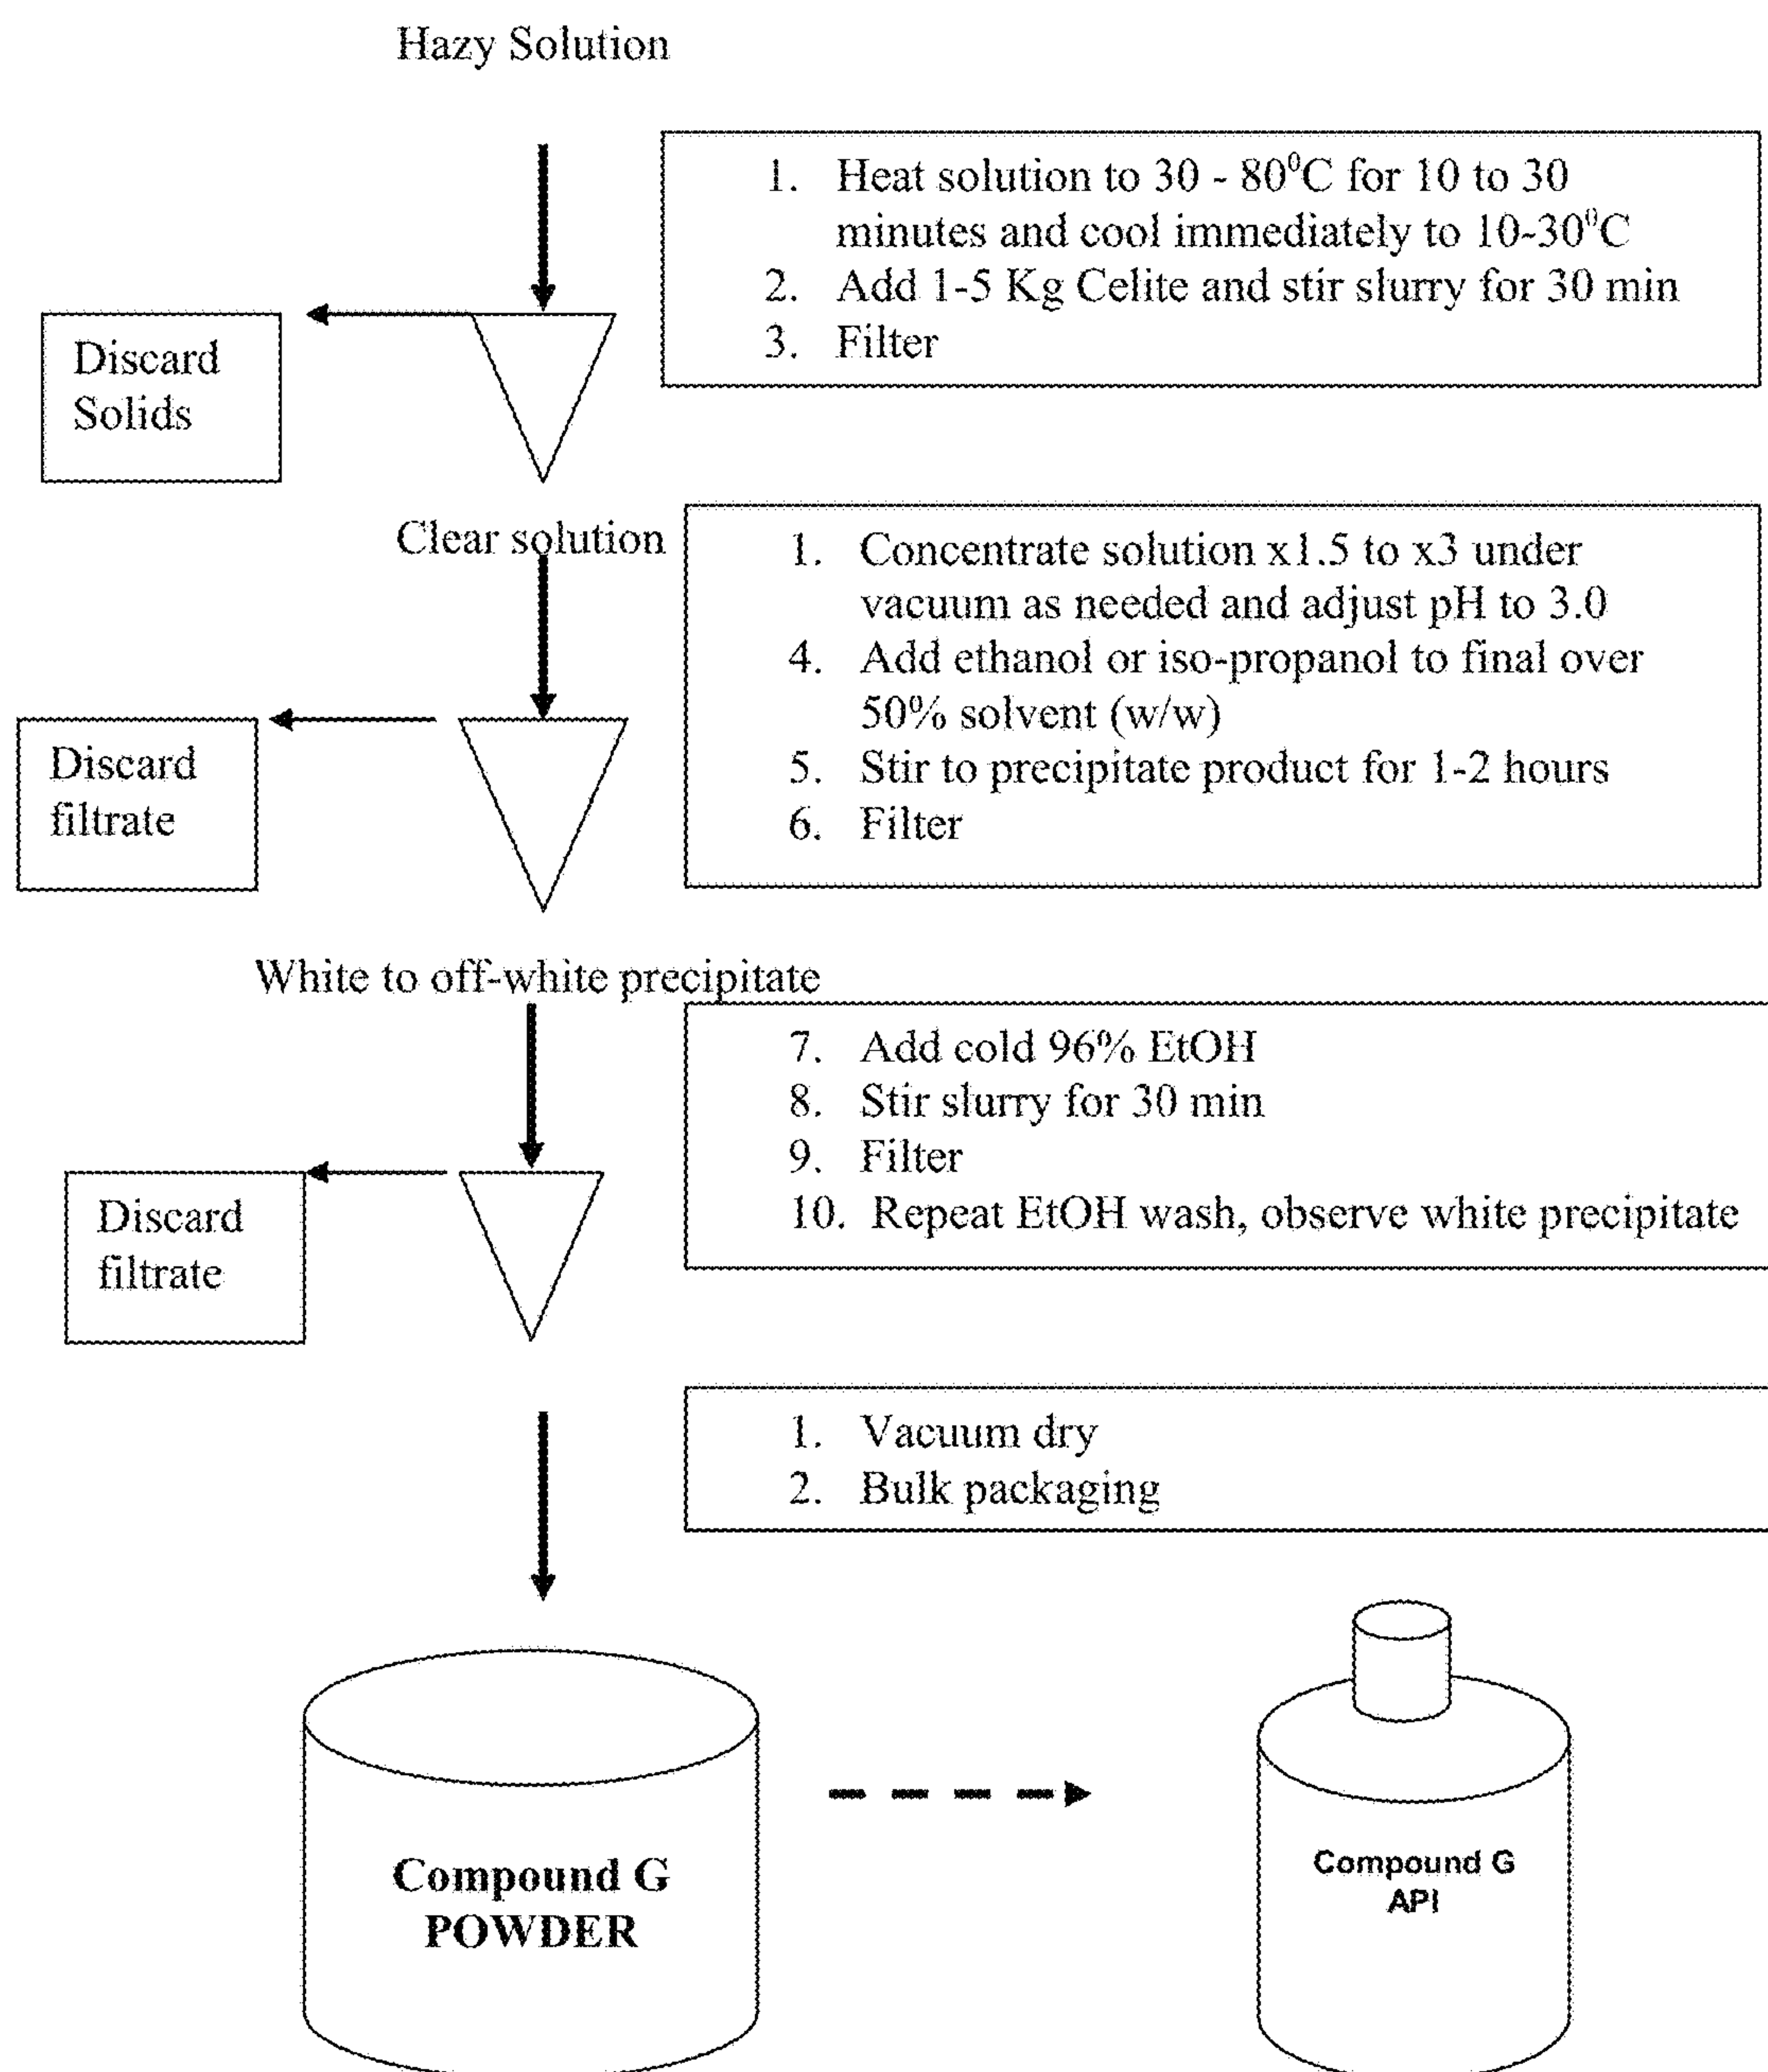 Hazy Solution
1. Heat solution to 30 - 80⁰C for 10 to 30
minutes and cool immediately to 10-30⁰C
2. Add 1-5 Kg Celite and stir slurry for 30 min
3. Filter
Discard
Solids
Clear solution
1. Concentrate solution x1.5 to x3 under
vacuum as needed and adjust pH to 3.0
4. Add ethanol or iso-propanol to final over
50% solvent (w/w)
5. Stir to precipitate product for 1-2 hours
6. Filter
Discard
filtrate
White to off-white precipitate
7. Add cold 96% EtOH
8. Stir slurry for 30 min
9. Filter
10. Repeat EtOH wash, observe white precipitate
Discard
filtrate
1. Vacuum dry
2. Bulk packaging
Compound G
POWDER
Compound G
API